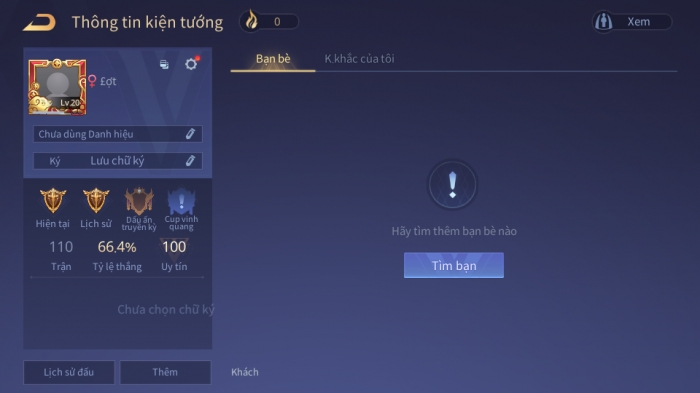 Thông tin kiện tướng
0
Xem
Bạn bè
K.khắc của tôi
£ợt
Lv.20
Chưa dùng Danh hiệu
Ký
Lưu chữ ký
Hiện tại
Lịch sử
Dấu ấn truyền kỳ
Cup vinh quang
110
66,4%
100
Trận
Tỷ lệ thắng
Uy tín
Chưa chọn chữ ký
Hãy tìm thêm bạn bè nào
Tìm bạn
Lịch sử đấu
Thêm
Khách